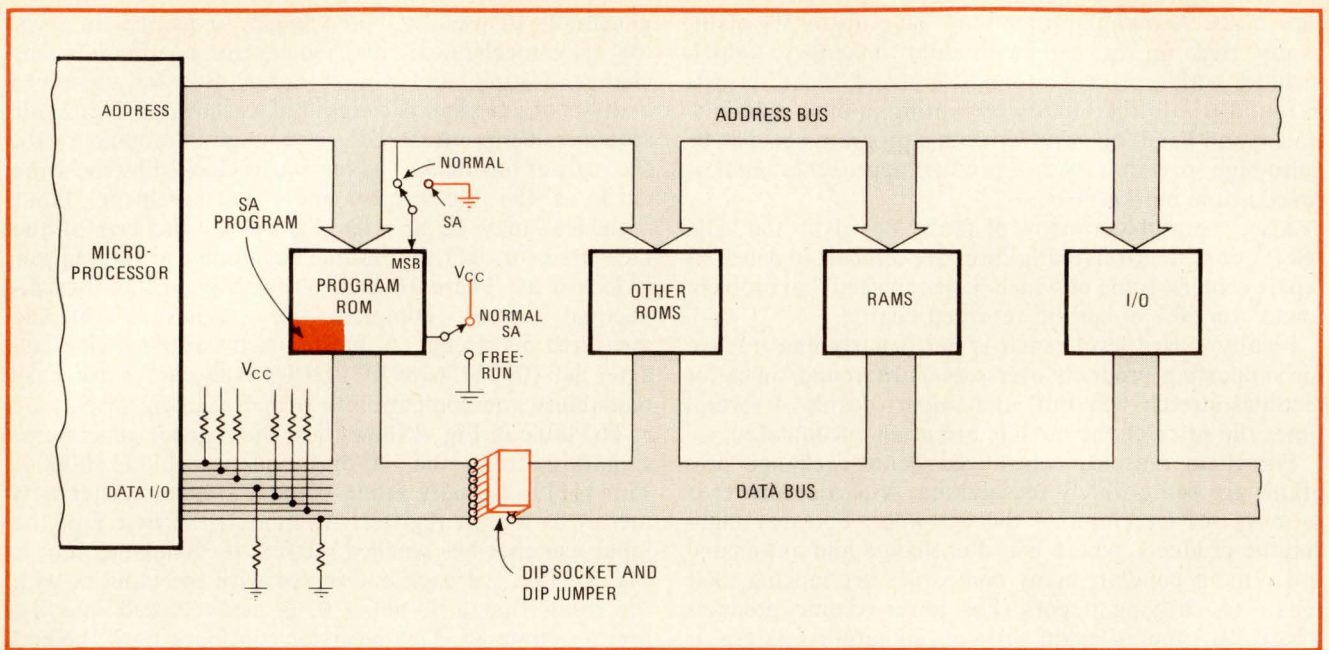 ADDRESS
ADDRESS BUS
NORMAL
SA
SA
PROGRAM
MICRO-
PROCESSOR
MSB
PROGRAM
ROM
VCC
NORMAL
SA
FREE-
RUN
OTHER
ROMS
RAMS
I/O
VCC
DATA I/O
DATA BUS
DIP SOCKET AND
DIP JUMPER